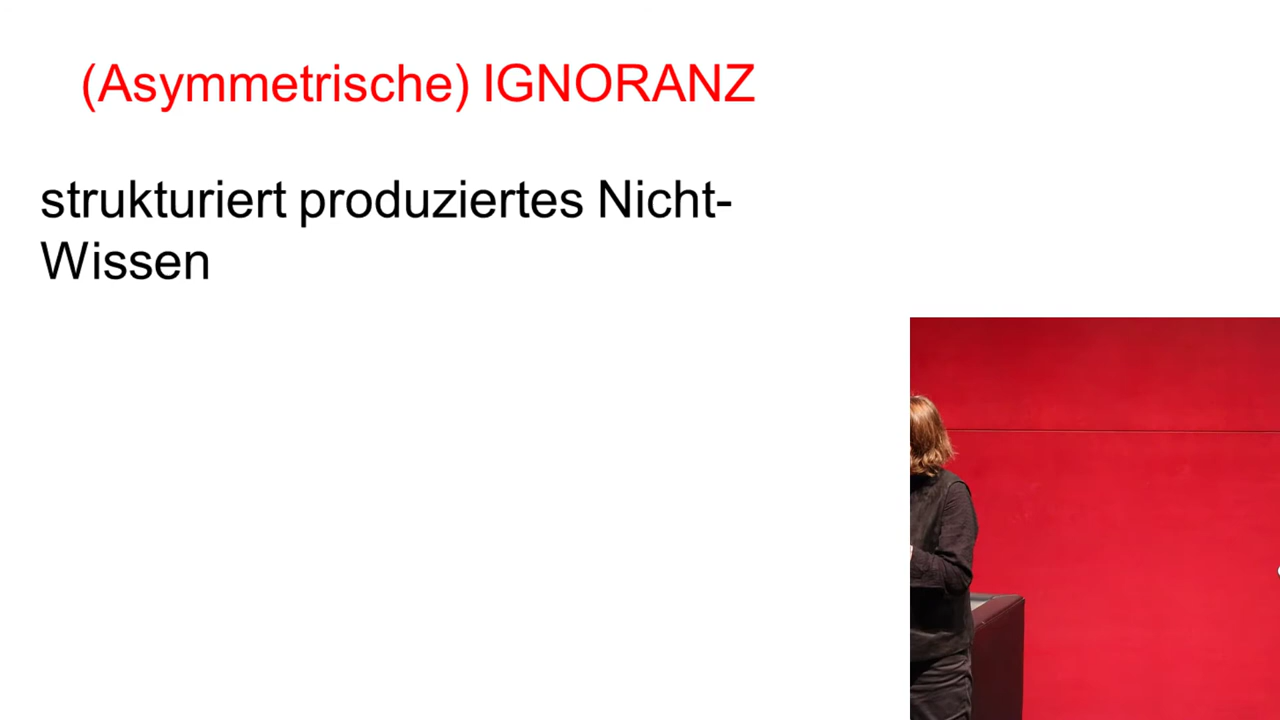 (Asymmetrische) IGNORANZ
strukturiert produziertes Nicht-
Wissen